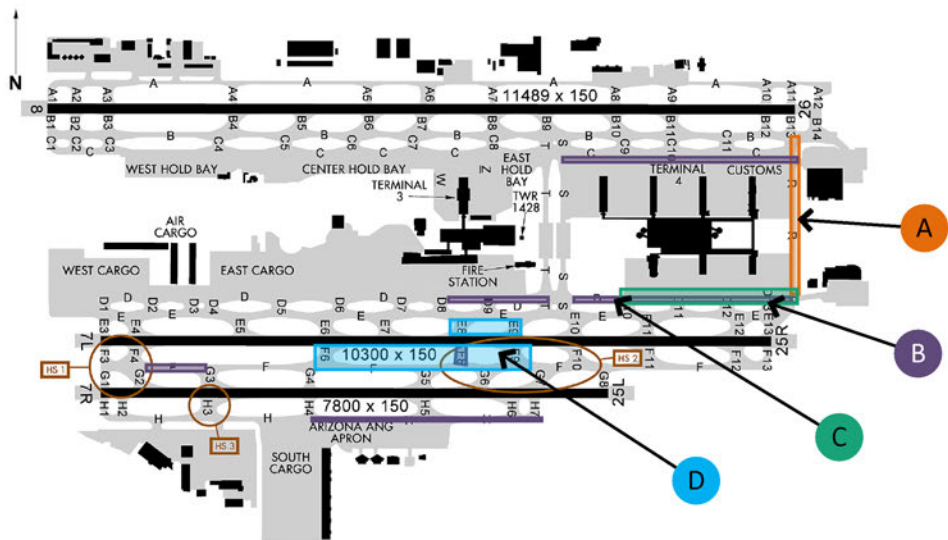 N
A
A
A
A
A1
A2
A3
A4
A5
A6
A7
A8
A9
A10
A11
A12
8
11489 x 150
26
B1
B2
B3
B
B4
B5
B
B6
B7
B
B8
B9
B
B10
B11
B
B12
B13
B14
C1
C2
C3
C
C4
C5
C
C6
C7
C
C8
S
C
C9
C10
C11
C
WEST HOLD BAY
CENTER HOLD BAY
EAST
HOLD
BAY
W
Z
TERMINAL
3
TWR
1428
TERMINAL
4
CUSTOMS
R
R
T
S
A
AIR
CARGO
WEST CARGO
EAST CARGO
FIRE
STATION
T
S
D1
D
D2
D
D3
D5
D6
D7
D8
D9
T
S
D
D10
D11
B
E
E
E
E
E
E
E3
E4
E5
E6
E7
E8
E9
E10
E11
E12
E13
7L
10300 x 150
25R
HS 1
F3
F4
F6
F
F
F10
F11
F
F12
HS 2
G1
G2
G3
G4
G5
G6
G7
G8
7R
25L
7800 x 150
C
H1
H2
H3
H
H4
H5
H
H6
H7
HS 3
ARIZONA ANG
APRON
SOUTH
CARGO
D